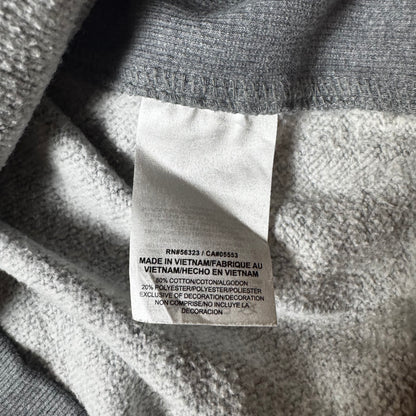 RN#56323 / CA#05553
MADE IN VIETNAM/FABRIQUE AU
VIETNAM/HECHO EN VIETNAM
80% COTTON/COTON/ALGODON
20% POLYESTER/POLYESTER/POLIESTER
EXCLUSIVE OF DECORATION/DECORATION
NON COMPRISE/NO INCLUYE LA
DECORACION